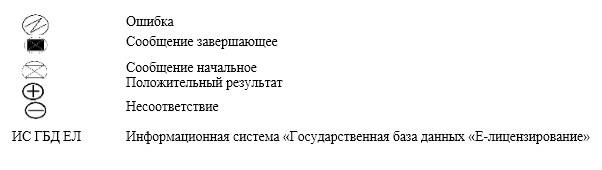 Ошибка
Сообщение завершающее
Сообщение начальное
Положительный результат
Несоответствие
ИС ГБД ЕЛ Информационная система «Государственная база данных «Е-лицензирование»